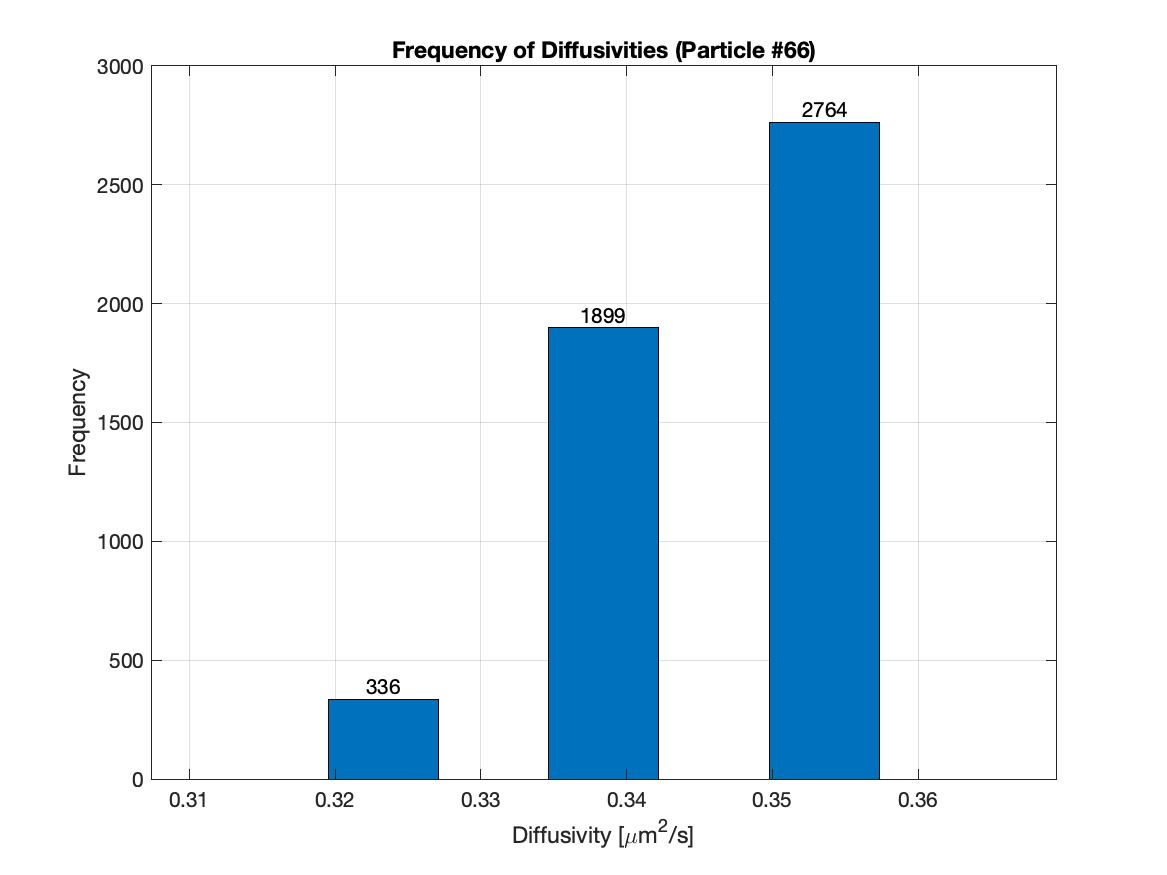 Frequency of Diffusivities (Particle #66)
3000
2764
2500
2000
1899
1500
1000
500
336
0
Frequency
0.31 0.32 0.33 0.34 0.35 0.36
Diffusivity [μm²/s]